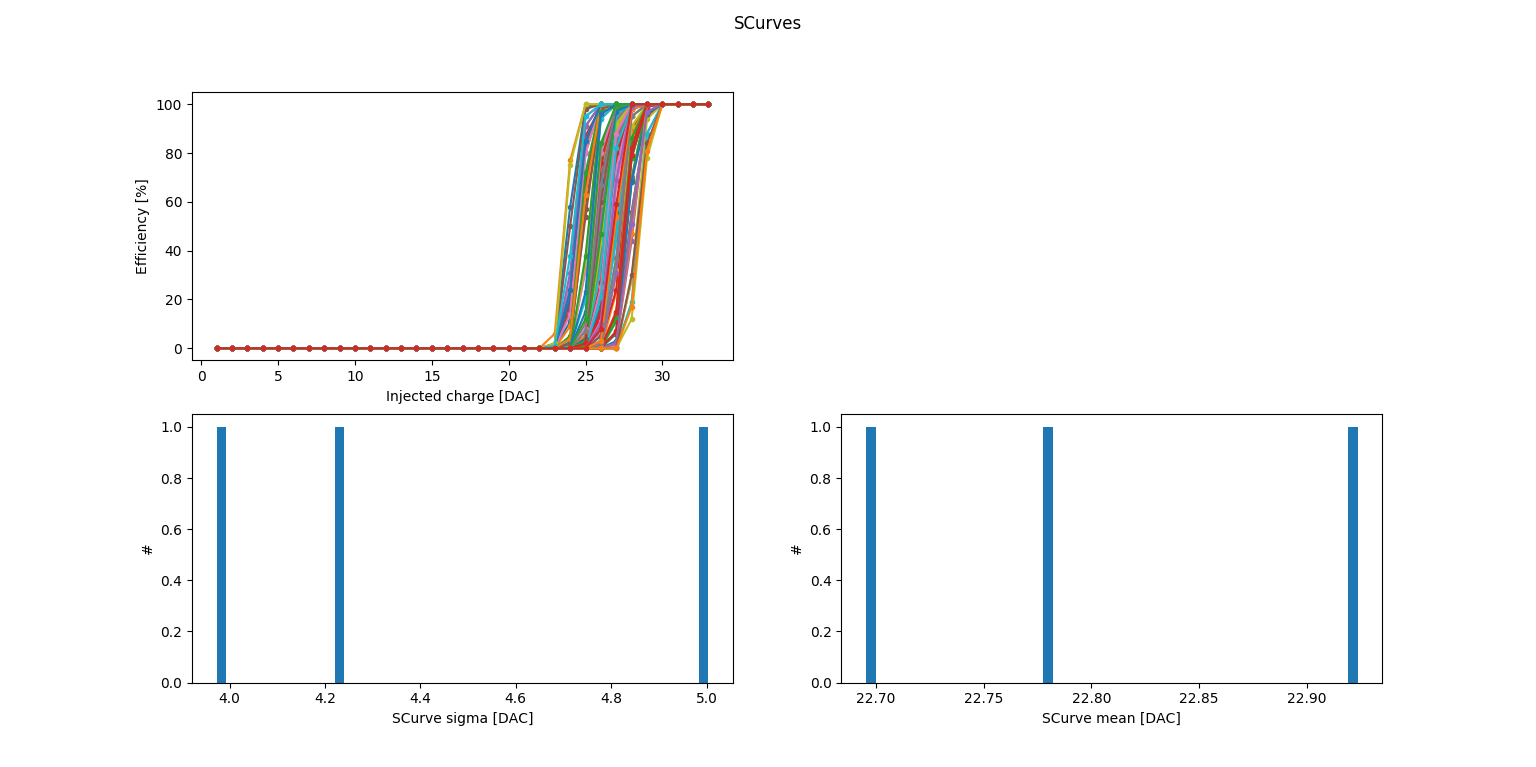 SCurves
100
80
60
40
20
0
Efficiency [%]
0 5 10 15 20 25 30
Injected charge [DAC]
1.0
0.8
0.6
0.4
0.2
0.0
#
4.0 4.2 4.4 4.6 4.8 5.0
SCurve sigma [DAC]
1.0
0.8
0.6
0.4
0.2
0.0
#
22.70 22.75 22.80 22.85 22.90
SCurve mean [DAC]